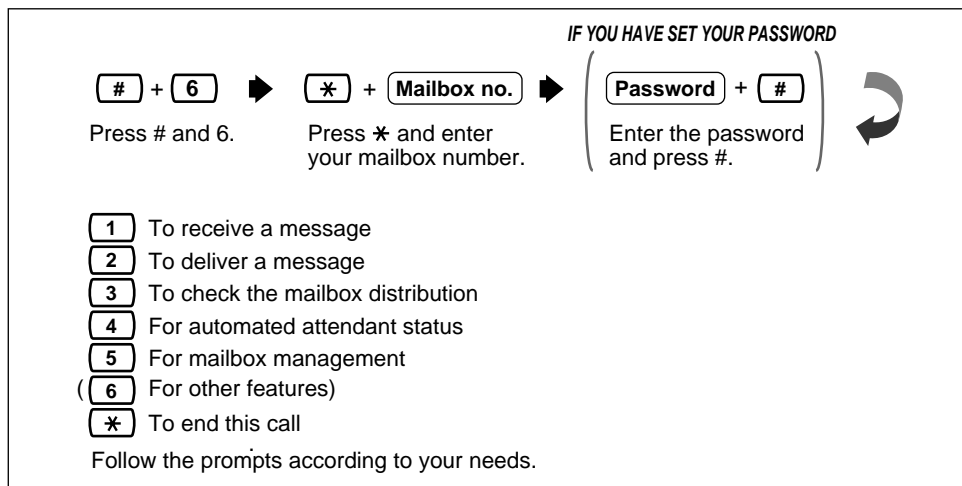 IF YOU HAVE SET YOUR PASSWORD
# + 6 ➧ ✱ + Mailbox no. ➧ ( Password + # )
Press # and 6. Press ✱ and enter Enter the password
your mailbox number. and press #.
1 To receive a message
2 To deliver a message
3 To check the mailbox distribution
4 For automated attendant status
5 For mailbox management
( 6 For other features)
✱ To end this call
Follow the prompts according to your needs.